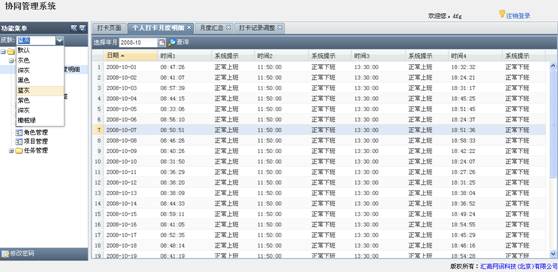 协同管理系统
欢迎您,dfg
注销登录
功能菜单
皮肤: 蓝灰
默认
灰色
深灰
黑色
蓝灰
紫色
深灰
橄榄绿
度明细
角色管理
项目管理
任务管理
修改密码
打卡页面 个人打卡月度明细 月度汇总 打卡记录调整
选择年月 2008-10 查询
日期 时间1 系统提示 时间2 系统提示 时间3 系统提示 时间4 系统提示
1 2008-10-01 08:47:26 正常上班 11:50:00 正常下班 13:30:00 正常上班 18:32:32 正常下班
2 2008-10-02 08:41:07 正常上班 11:50:00 正常下班 13:30:00 正常上班 18:24:21 正常下班
3 2008-10-03 08:57:39 正常上班 11:50:00 正常下班 13:30:00 正常上班 18:31:17 正常下班
4 2008-10-04 08:44:15 正常上班 11:50:00 正常下班 13:30:00 正常上班 18:45:25 正常下班
5 2008-10-05 08:33:06 正常上班 11:50:00 正常下班 13:30:00 正常上班 18:51:45 正常下班
6 2008-10-06 08:56:10 正常上班 11:50:00 正常下班 13:30:00 正常上班 18:24:37 正常下班
7 2008-10-07 08:50:51 正常上班 11:50:00 正常下班 13:30:00 正常上班 18:51:36 正常下班
8 2008-10-08 08:46:26 正常上班 11:50:00 正常下班 13:30:00 正常上班 18:58:33 正常下班
9 2008-10-09 08:40:26 正常上班 11:50:00 正常下班 13:30:00 正常上班 18:42:22 正常下班
10 2008-10-10 08:31:50 正常上班 11:50:00 正常下班 13:30:00 正常上班 18:34:07 正常下班
11 2008-10-11 08:36:29 正常上班 11:50:00 正常下班 13:30:00 正常上班 18:27:26 正常下班
12 2008-10-12 08:38:20 正常上班 11:50:00 正常下班 13:30:00 正常上班 18:31:25 正常下班
13 2008-10-13 08:38:09 正常上班 11:50:00 正常下班 13:30:00 正常上班 18:38:04 正常下班
14 2008-10-14 08:44:33 正常上班 11:50:00 正常下班 13:30:00 正常上班 18:36:52 正常下班
15 2008-10-15 08:59:11 正常上班 11:50:00 正常下班 13:30:00 正常上班 18:49:24 正常下班
16 2008-10-16 正常上班 11:50:00 正常下班 13:30:00 正常上班 18:54:55 正常下班
17 2008-10-17 08:52:35 正常上班 11:50:00 正常下班 13:30:00 正常上班 18:45:29 正常下班
18 2008-10-18 08:48:14 正常上班 11:50:00 正常下班 13:30:00 正常上班 18:46:16 正常下班
19 2008-10-19 08:41:19 正常上班 11:50:00 正常下班 13:30:00 正常上班 18:54:28 正常下班
版权所有:汇高网讯科技(北京)有限公司